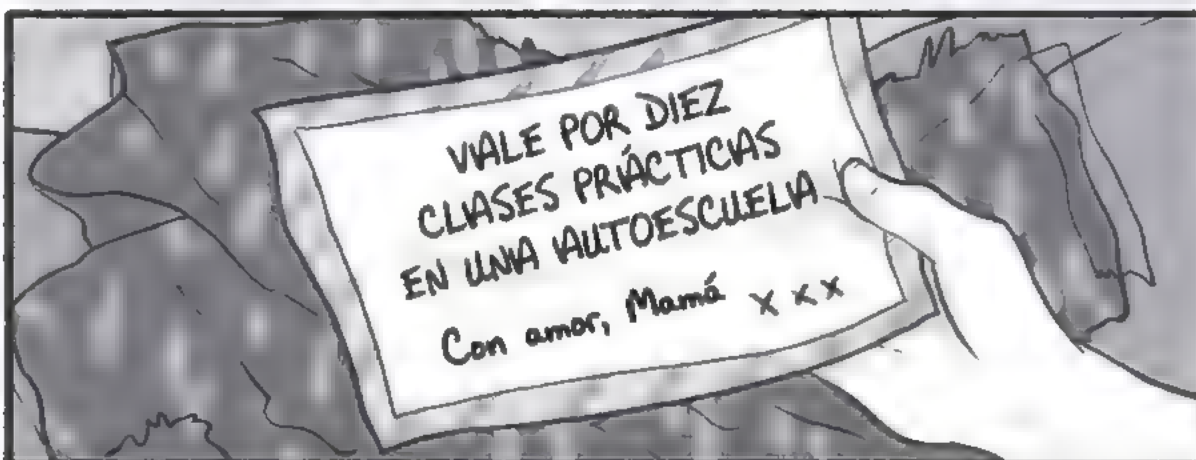 VALE POR DIEZ
CLASES PRÁCTICAS
EN UNA AUTOESCUELA
Con amor, Mamá x x x